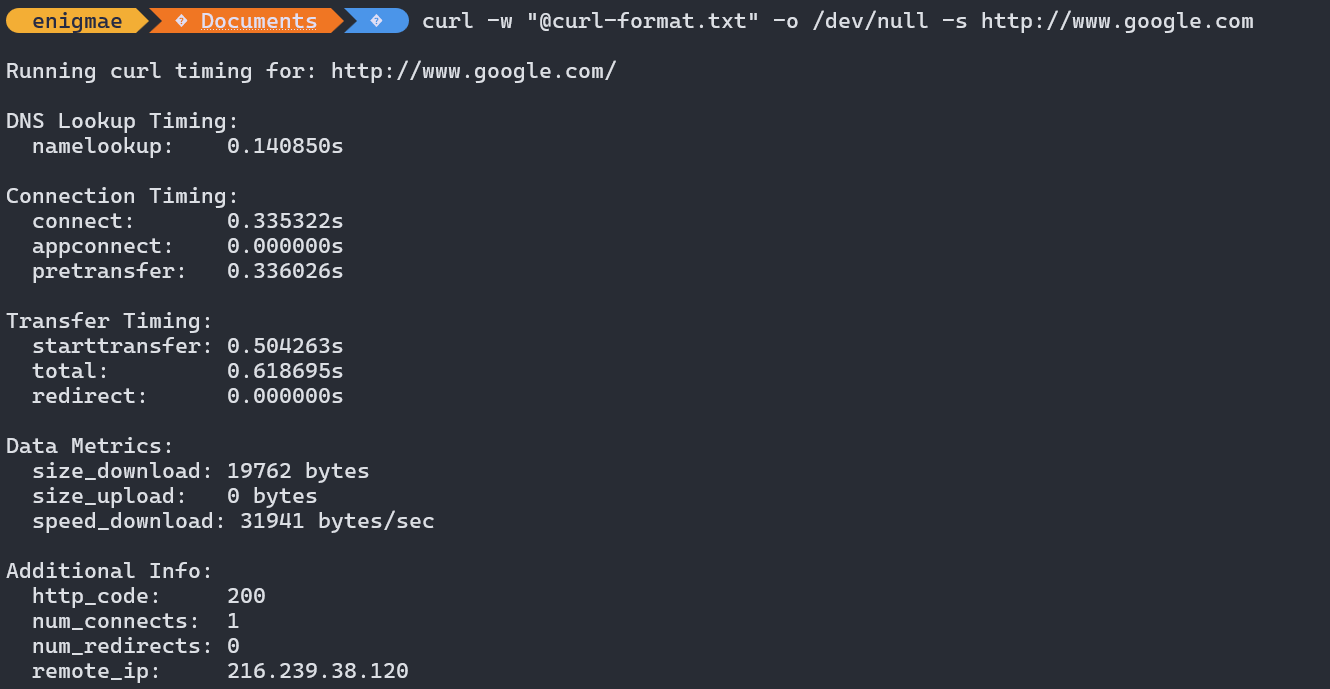 enigmae � Documents � curl -w "@curl-format.txt" -o /dev/null -s http://www.google.com
Running curl timing for: http://www.google.com/
DNS Lookup Timing:
namelookup: 0.140850s
Connection Timing:
connect: 0.335322s
appconnect: 0.000000s
pretransfer: 0.336026s
Transfer Timing:
starttransfer: 0.504263s
total: 0.618695s
redirect: 0.000000s
Data Metrics:
size_download: 19762 bytes
size_upload: 0 bytes
speed_download: 31941 bytes/sec
Additional Info:
http_code: 200
num_connects: 1
num_redirects: 0
remote_ip: 216.239.38.120